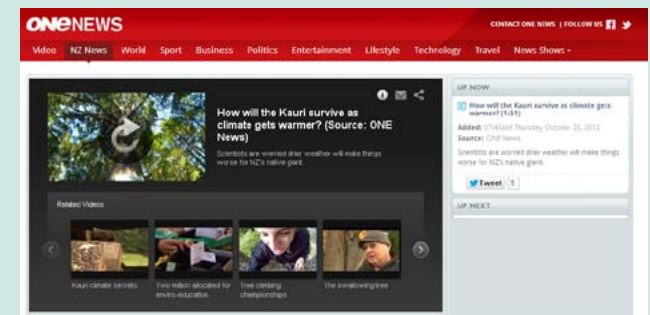 ONE NEWS
CONTACT ONE NEWS | FOLLOW US
Video NZ News World Sport Business Politics Entertainment Lifestyle Technology Travel News Shows
How will the Kauri survive as
climate gets warmer? (Source: ONE
News)
Scientists are worried drier weather will make things
worse for NZ's native giant.
Related Videos
Kauri climate secrets
Two million allocated for
enviro-education
Tree climbing
championships
The swallowing tree
UP NOW
How will the Kauri survive as climate gets
warmer? (1:51)
Added: 07:45AM Thursday October 25, 2012
Source: ONE News
Scientists are worried drier weather will make things
worse for NZ's native giant.
Tweet 5
UP NEXT